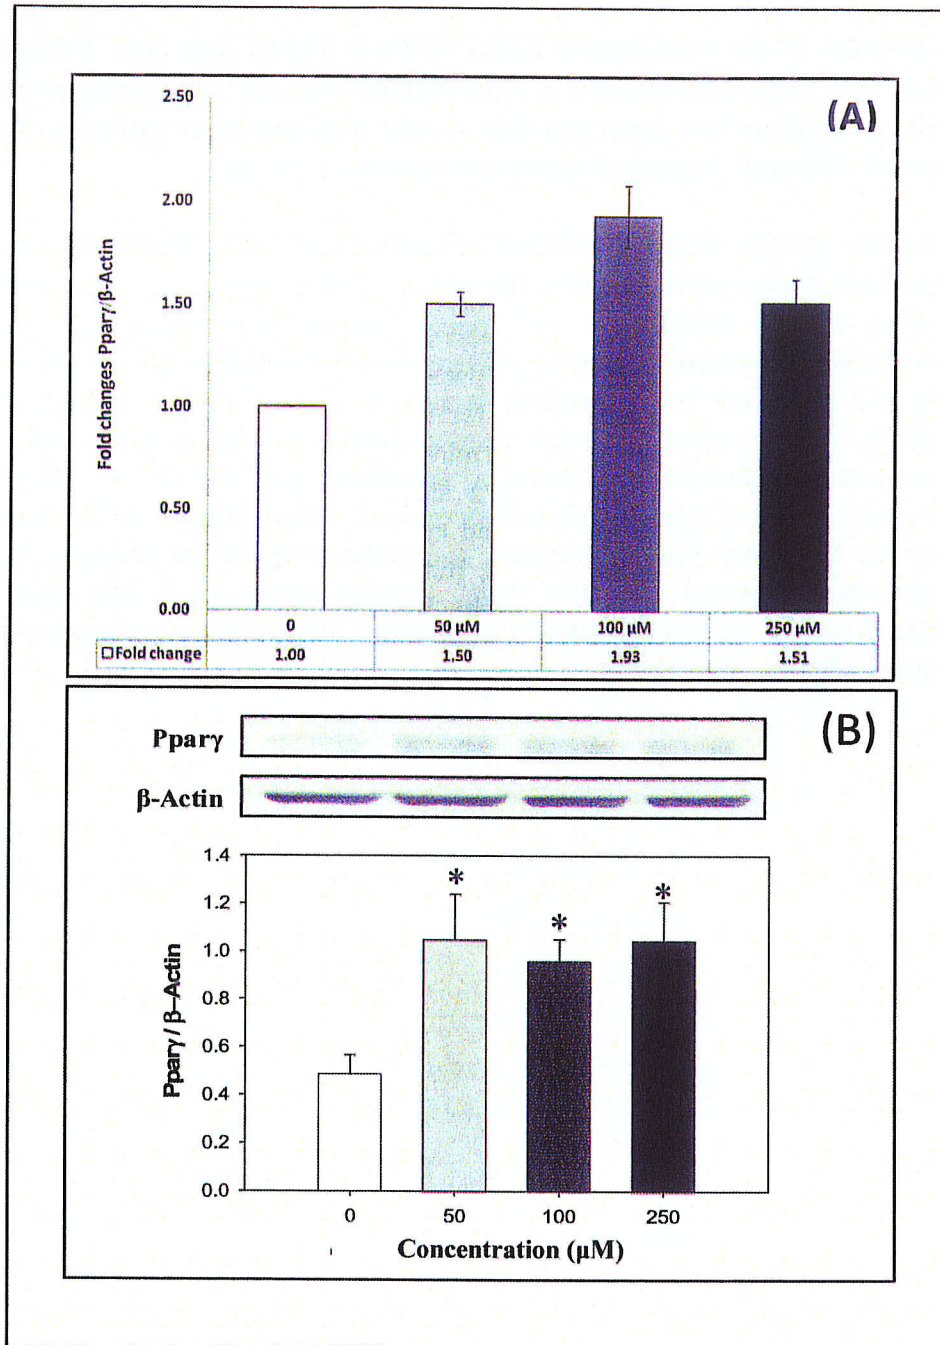 (A)
2.50
2.00
1.50
1.00
0.50
0.00
Fold changes Pparγ/β-Actin
0 50 µM 100 µM 250 µM
Fold change 1.00 1.50 1.93 1.51
(B)
Pparγ
β-Actin
1.4
1.2
1.0
0.8
0.6
0.4
0.2
0.0
Pparγ / β–Actin
* * *
0 50 100 250
Concentration (µM)